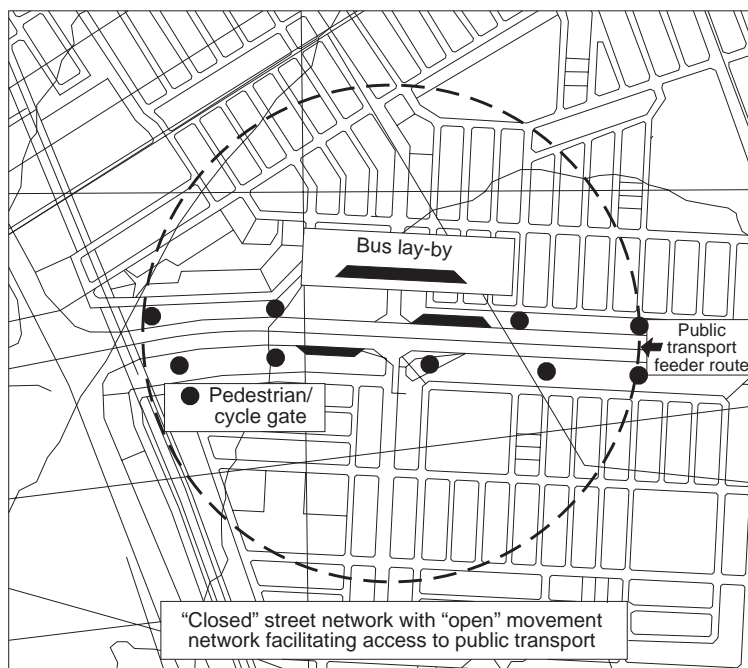 Bus lay-by
Public
transport
feeder route
Pedestrian/
cycle gate
“Closed” street network with “open” movement
network facilitating access to public transport